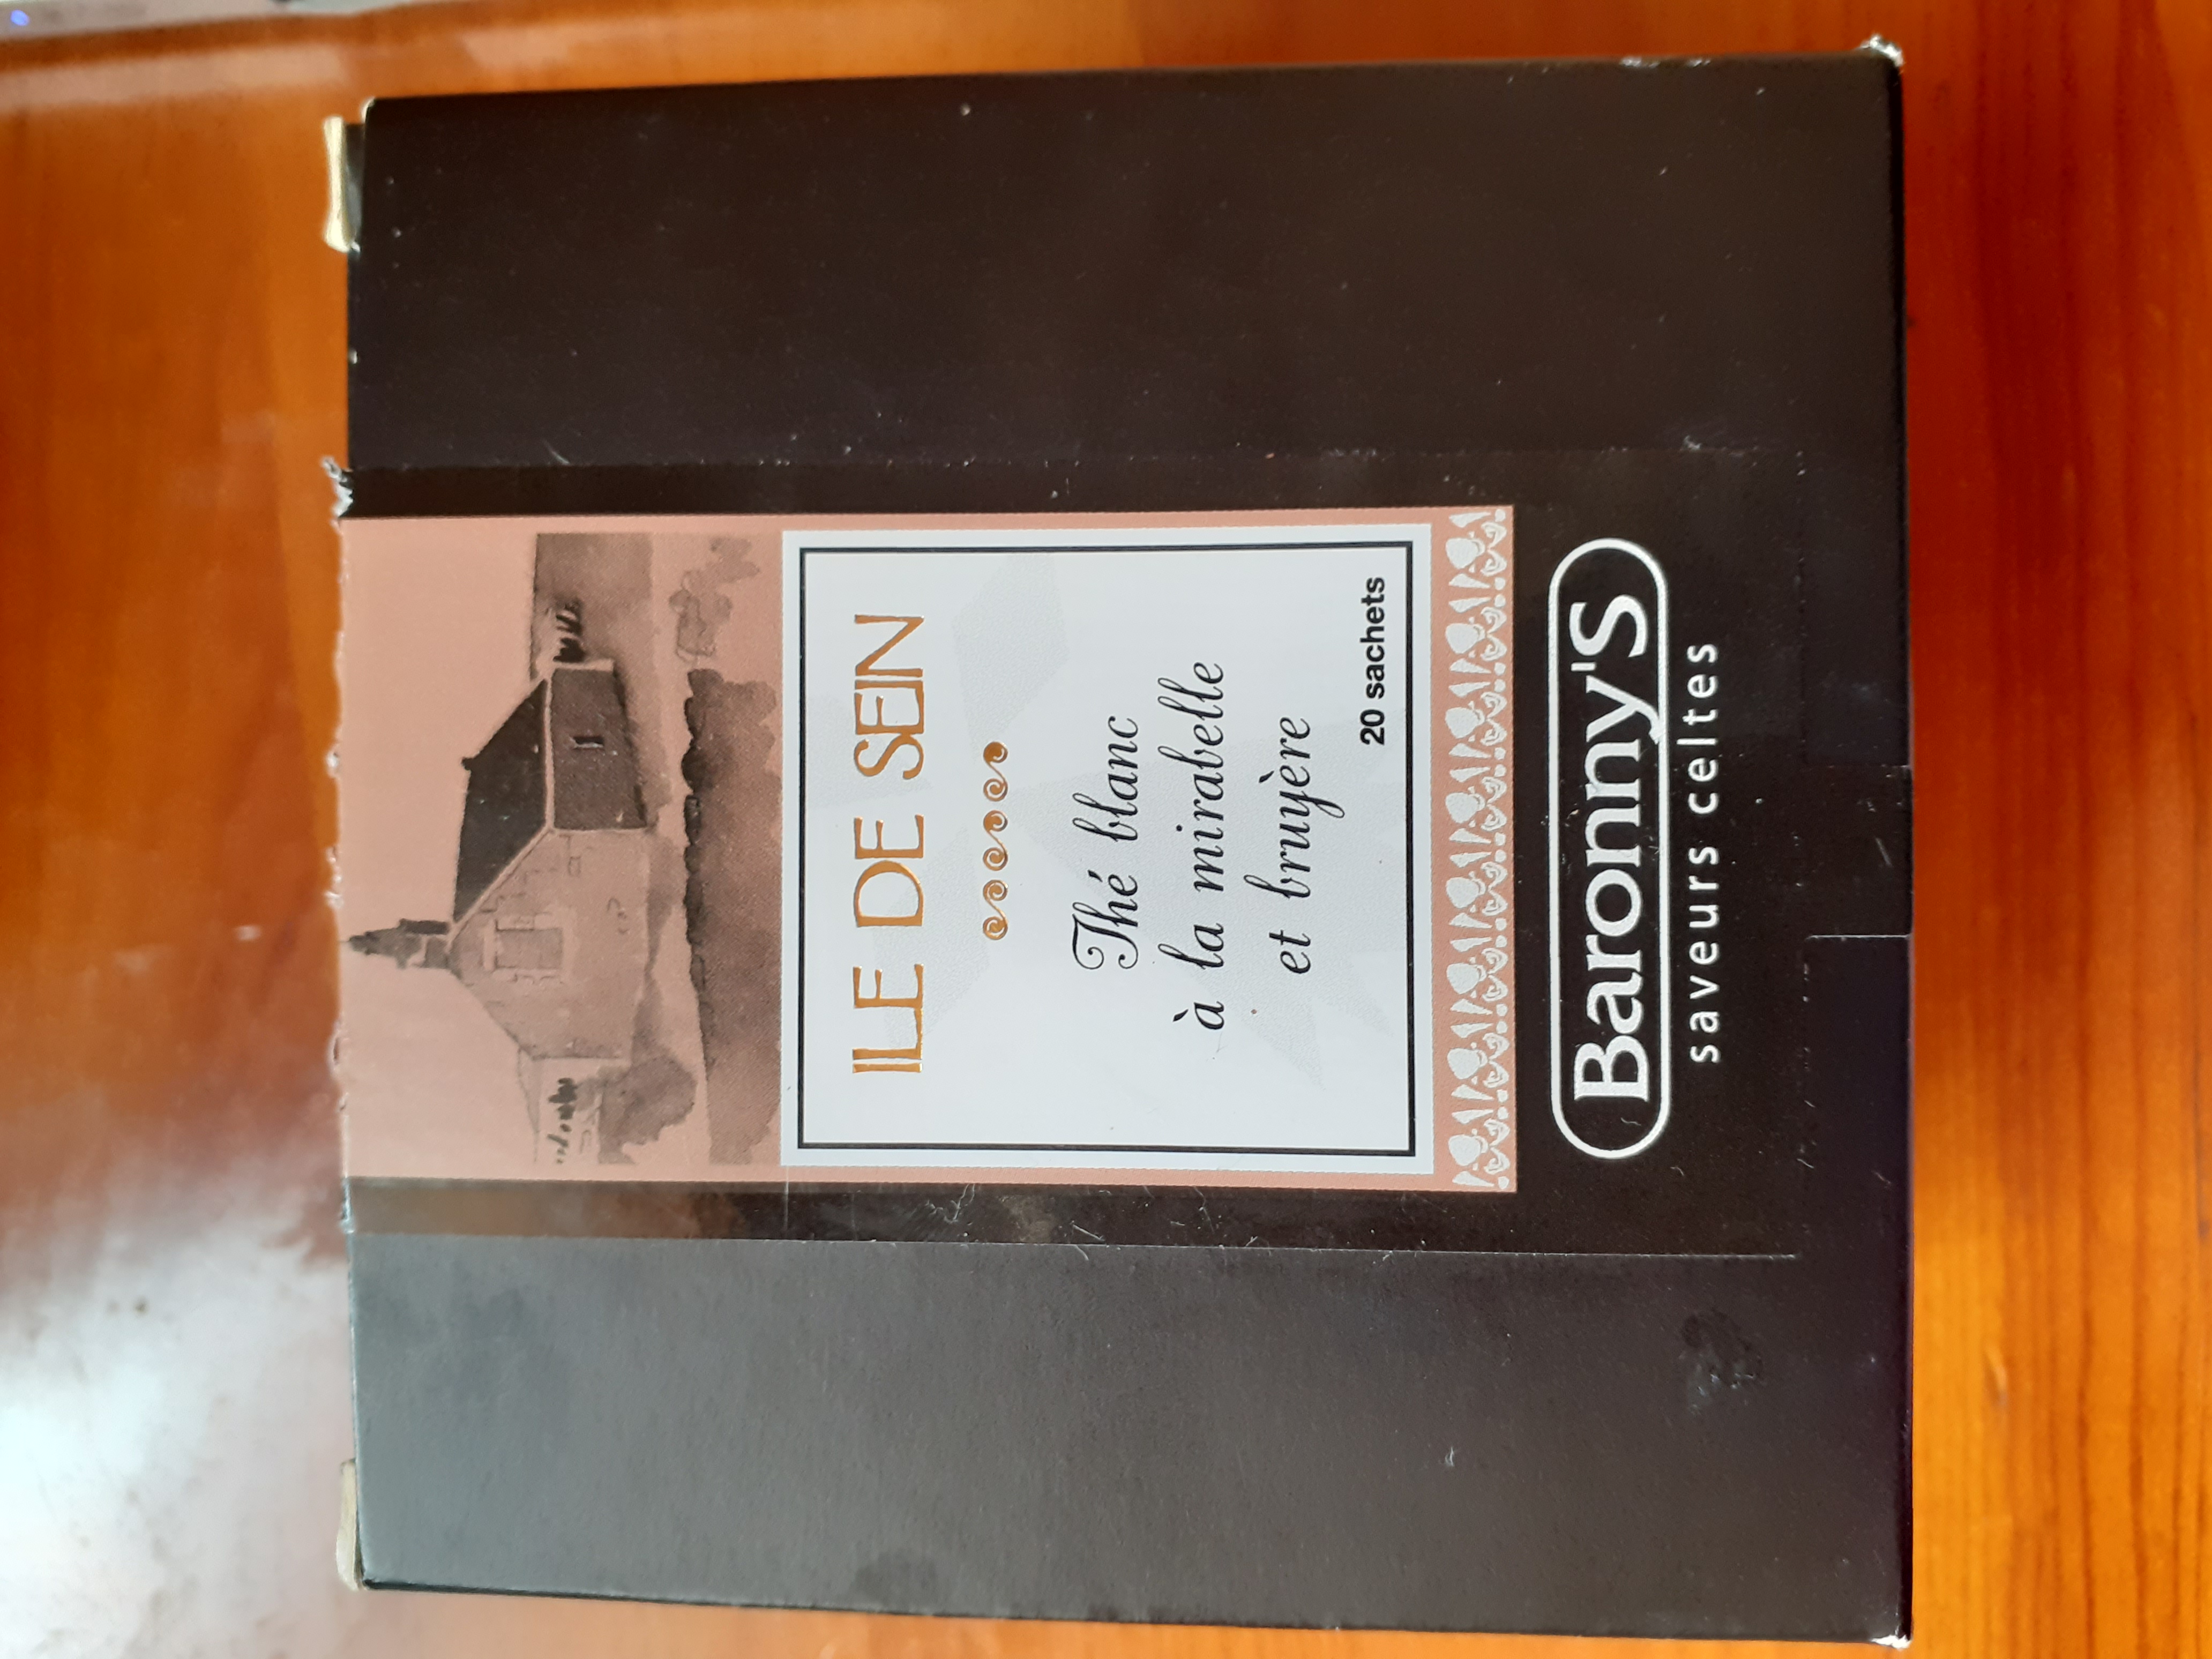 ILE DE SEIN
Thé blanc
à la mirabelle
et bruyère
20 sachets
Baronny'S
saveurs celtes